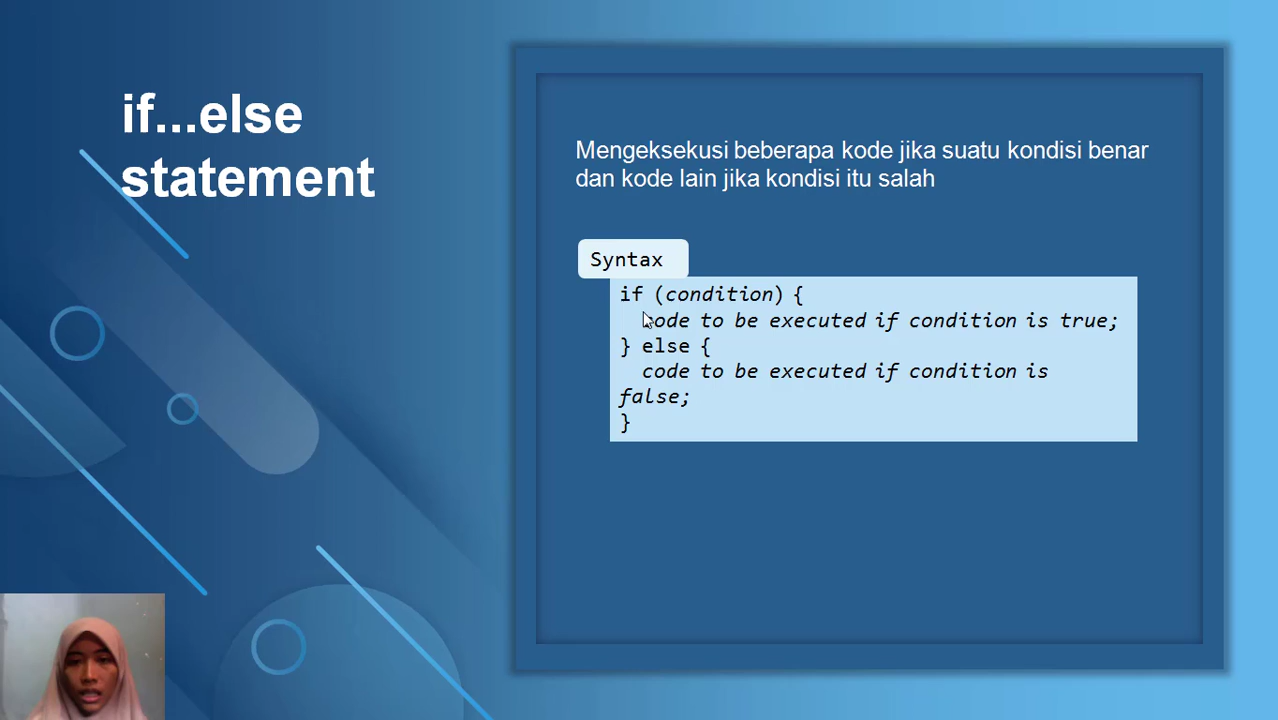 if...else
statement
Mengeksekusi beberapa kode jika suatu kondisi benar
dan kode lain jika kondisi itu salah
Syntax
if (condition) {
code to be executed if condition is true;
} else {
code to be executed if condition is
false;
}